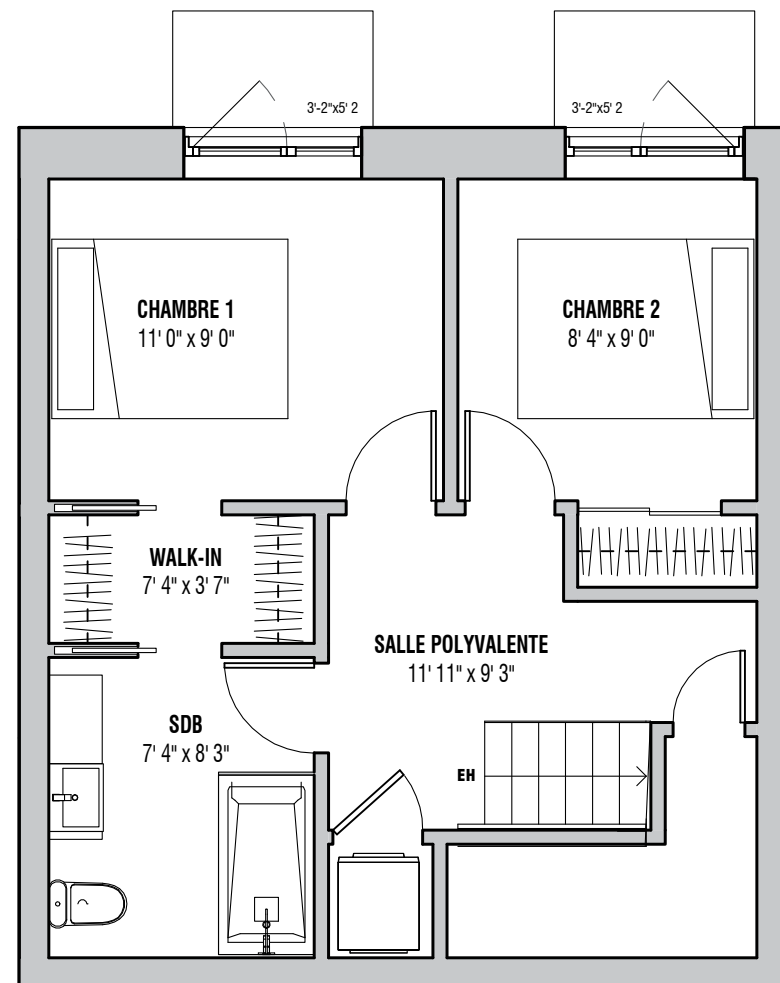 3'-2"x5' 2
3'-2"x5' 2
CHAMBRE 1
11' 0" x 9' 0"
CHAMBRE 2
8' 4" x 9' 0"
WALK-IN
7' 4" x 3' 7"
SALLE POLYVALENTE
11' 11" x 9' 3"
SDB
7' 4" x 8' 3"
EH